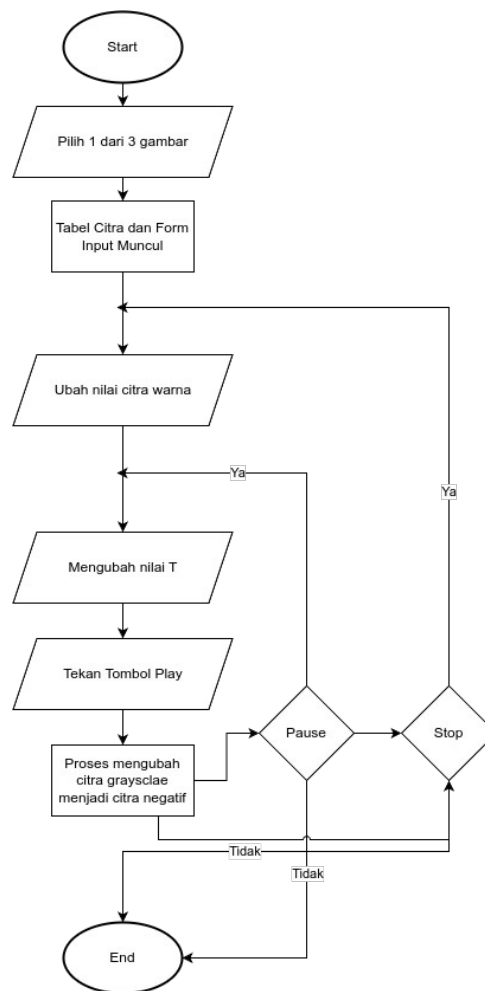 Start
Pilih 1 dari 3 gambar
Tabel Citra dan Form
Input Muncul
Ubah nilai citra warna
Ya
Ya
Mengubah nilai T
Tekan Tombol Play
Pause
Stop
Proses mengubah
citra graysclae
menjadi citra negatif
Tidak
Tidak
End